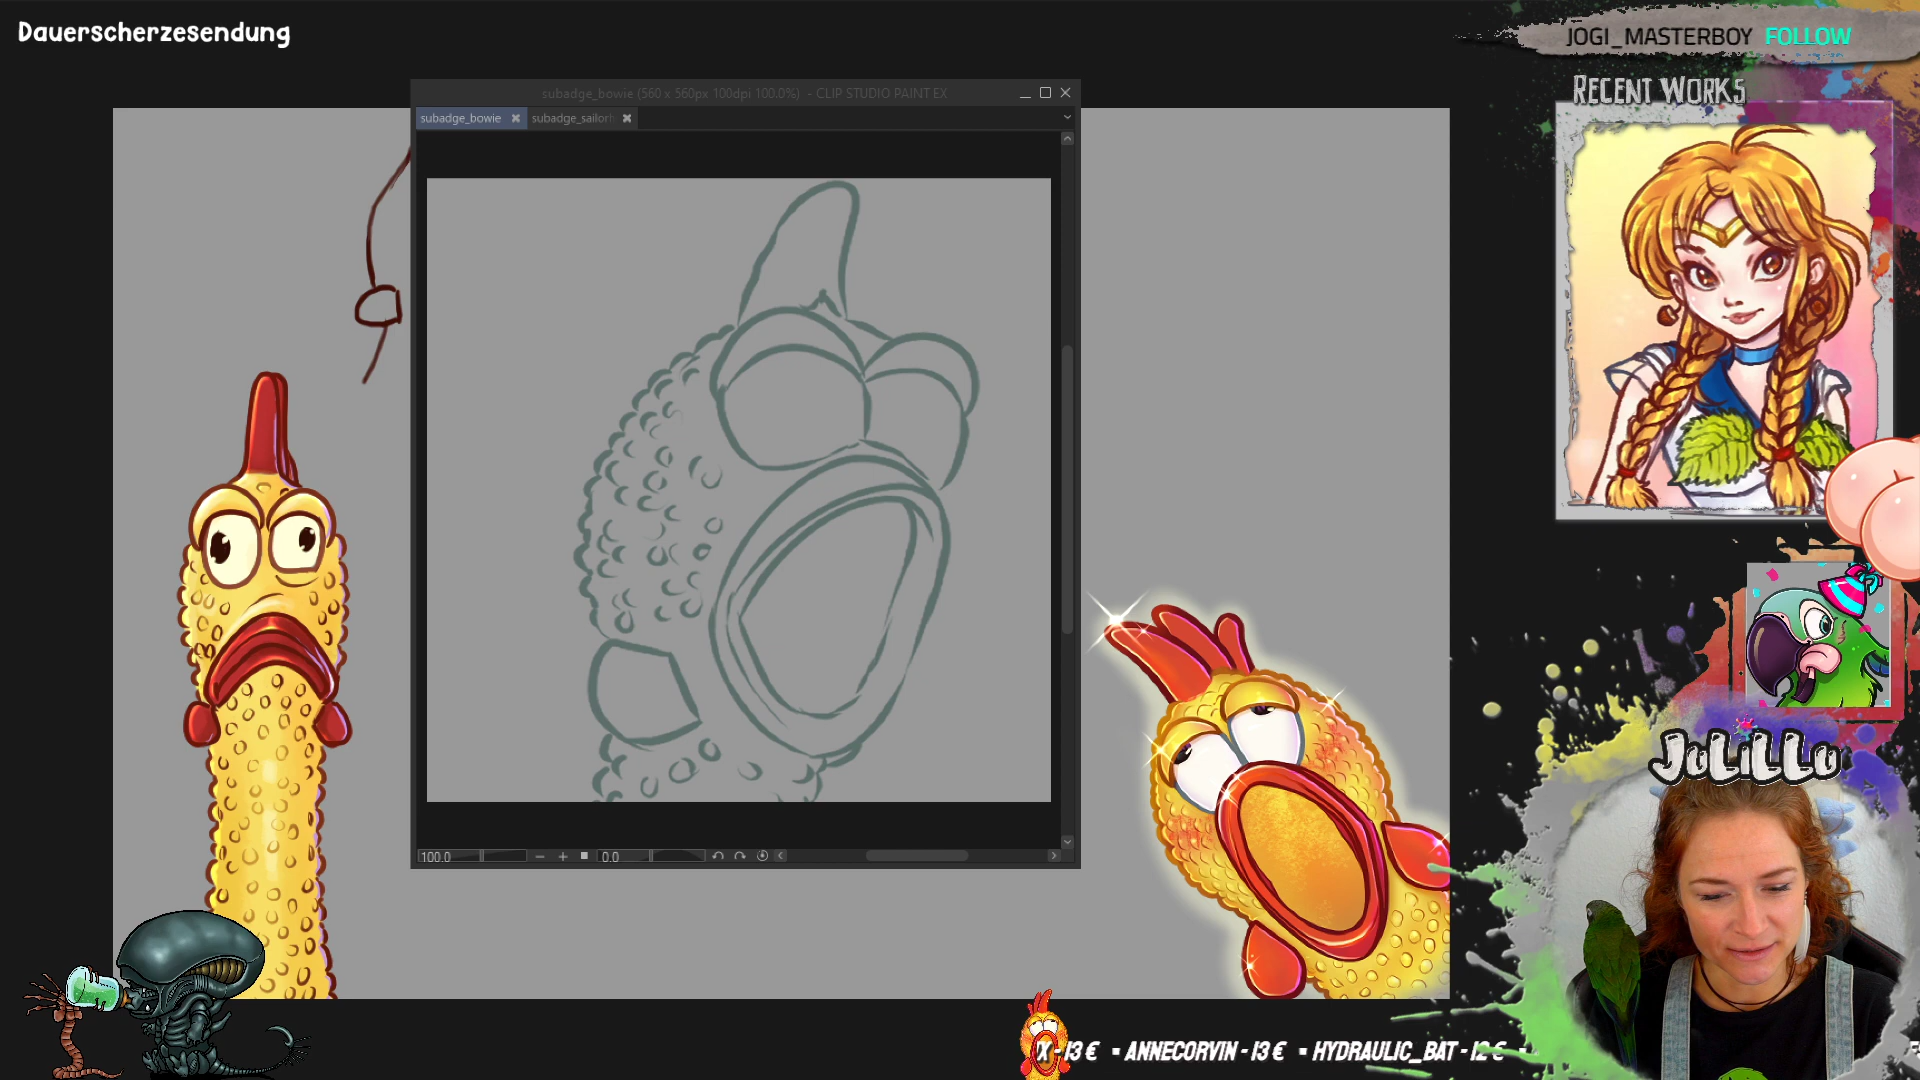 Dauerscherzesendung
JOGI_MASTERBOY FOLLOW
RECENT WORKS
subadge_bowie (560 x 560px 100dpi 100.0%) - CLIP STUDIO PAINT EX
subadge_bowie subadge_sailorh
100.0 0.0
JULILLU
X - 13 € ▪ ANNECORVIN - 13 € ▪ HYDRAULIC_BAT - 12 €